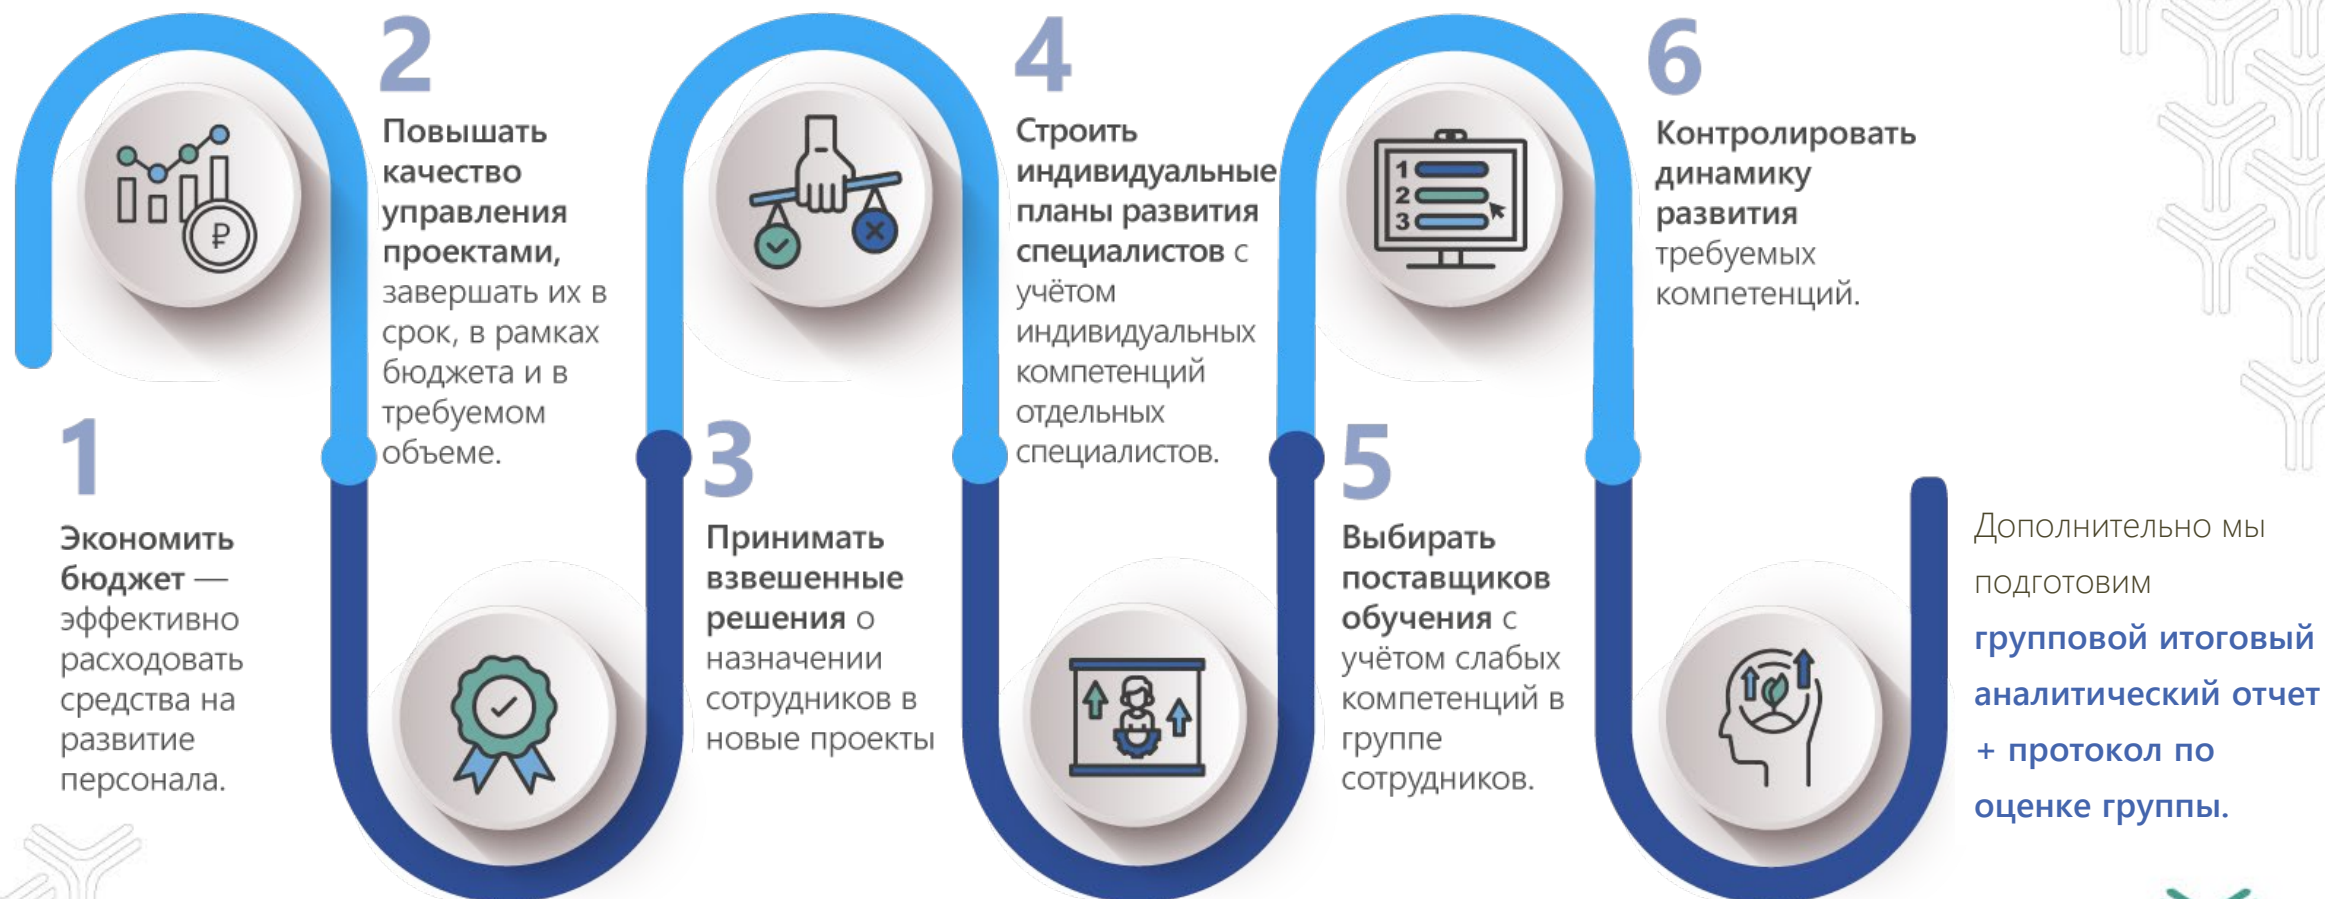 1
Экономить
бюджет —
эффективно
расходовать
средства на
развитие
персонала.
2
Повышать
качество
управления
проектами,
завершать их в
срок, в рамках
бюджета и в
требуемом
объеме.
3
Принимать
взвешенные
решения о
назначении
сотрудников в
новые проекты
4
Строить
индивидуальные
планы развития
специалистов с
учётом
индивидуальных
компетенций
отдельных
специалистов.
1
2
3
5
Выбирать
поставщиков
обучения с
учётом слабых
компетенций в
группе
сотрудников.
6
Контролировать
динамику
развития
требуемых
компетенций.
Дополнительно мы
подготовим
групповой итоговый
аналитический отчет
+ протокол по
оценке группы.